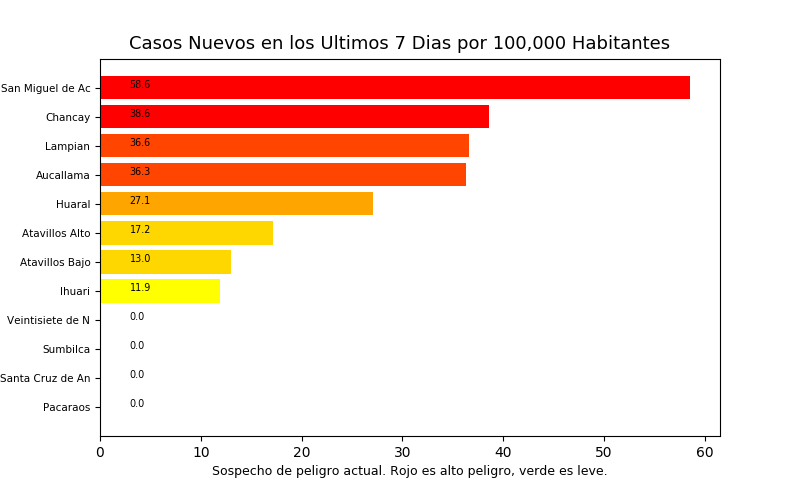 Casos Nuevos en los Ultimos 7 Dias por 100,000 Habitantes
San Miguel de Ac 58.6
Chancay 38.6
Lampian 36.6
Aucallama 36.3
Huaral 27.1
Atavillos Alto 17.2
Atavillos Bajo 13.0
Ihuari 11.9
Veintisiete de N 0.0
Sumbilca 0.0
Santa Cruz de An 0.0
Pacaraos 0.0
0 10 20 30 40 50 60
Sospecho de peligro actual. Rojo es alto peligro, verde es leve.